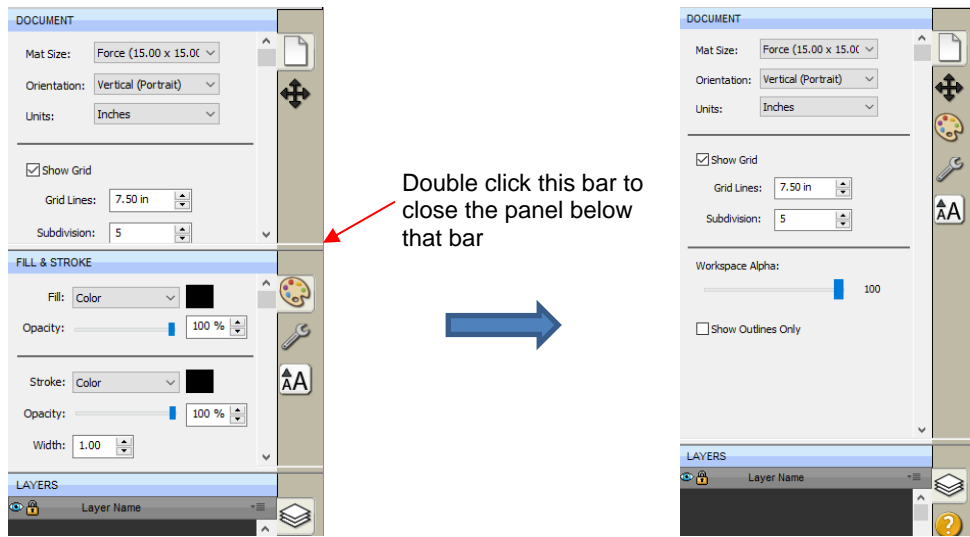 DOCUMENT
Mat Size: Force (15.00 x 15.0(
Orientation: Vertical (Portrait)
Units: Inches
Show Grid
Grid Lines: 7.50 in
Subdivision: 5
FILL & STROKE
Fill: Color
Opacity: 100 %
Stroke: Color
Opacity: 100 %
Width: 1.00
LAYERS
Layer Name
AA
Double click this bar to
close the panel below
that bar
DOCUMENT
Mat Size: Force (15.00 x 15.0(
Orientation: Vertical (Portrait)
Units: Inches
Show Grid
Grid Lines: 7.50 in
Subdivision: 5
Workspace Alpha:
100
Show Outlines Only
LAYERS
Layer Name
AA
?